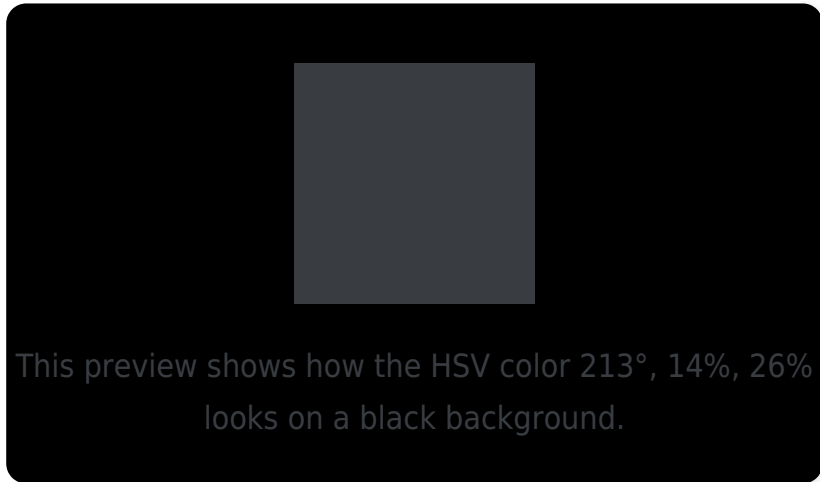 This preview shows how the HSV color 213°, 14%, 26%
looks on a black background.